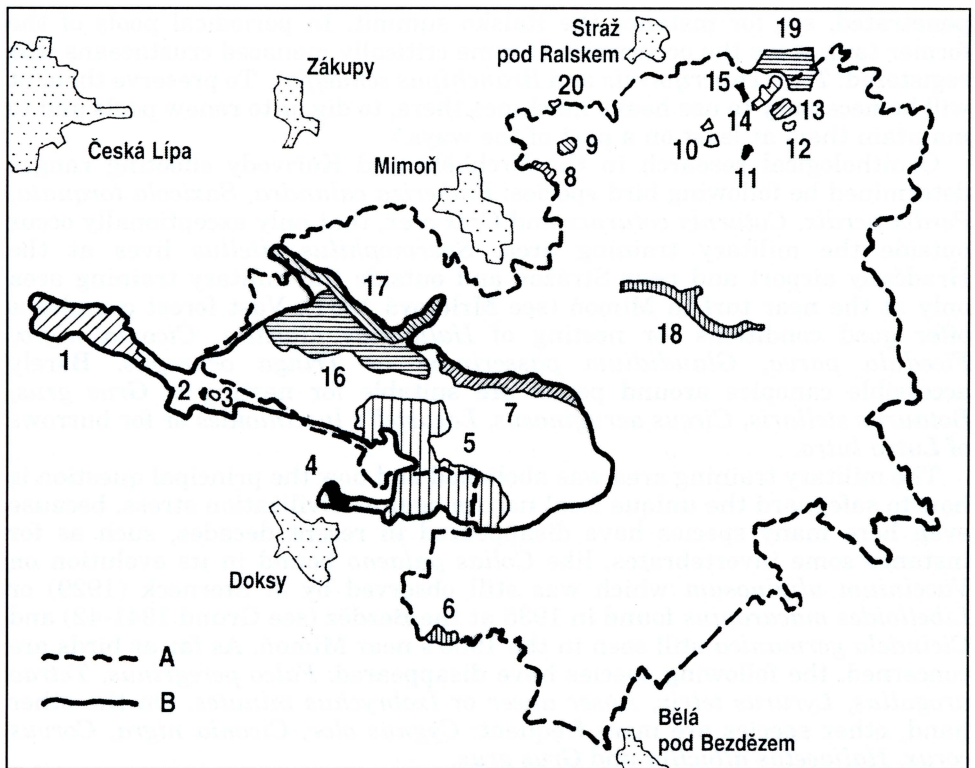 Stráž
pod Ralskem
19
Zákupy
20
15
14
13
Česká Lípa
9
10
12
Mimoň
8
11
17
1
18
16
2
3
7
5
4
Doksy
6
A
B
Bělá
pod Bezdězem